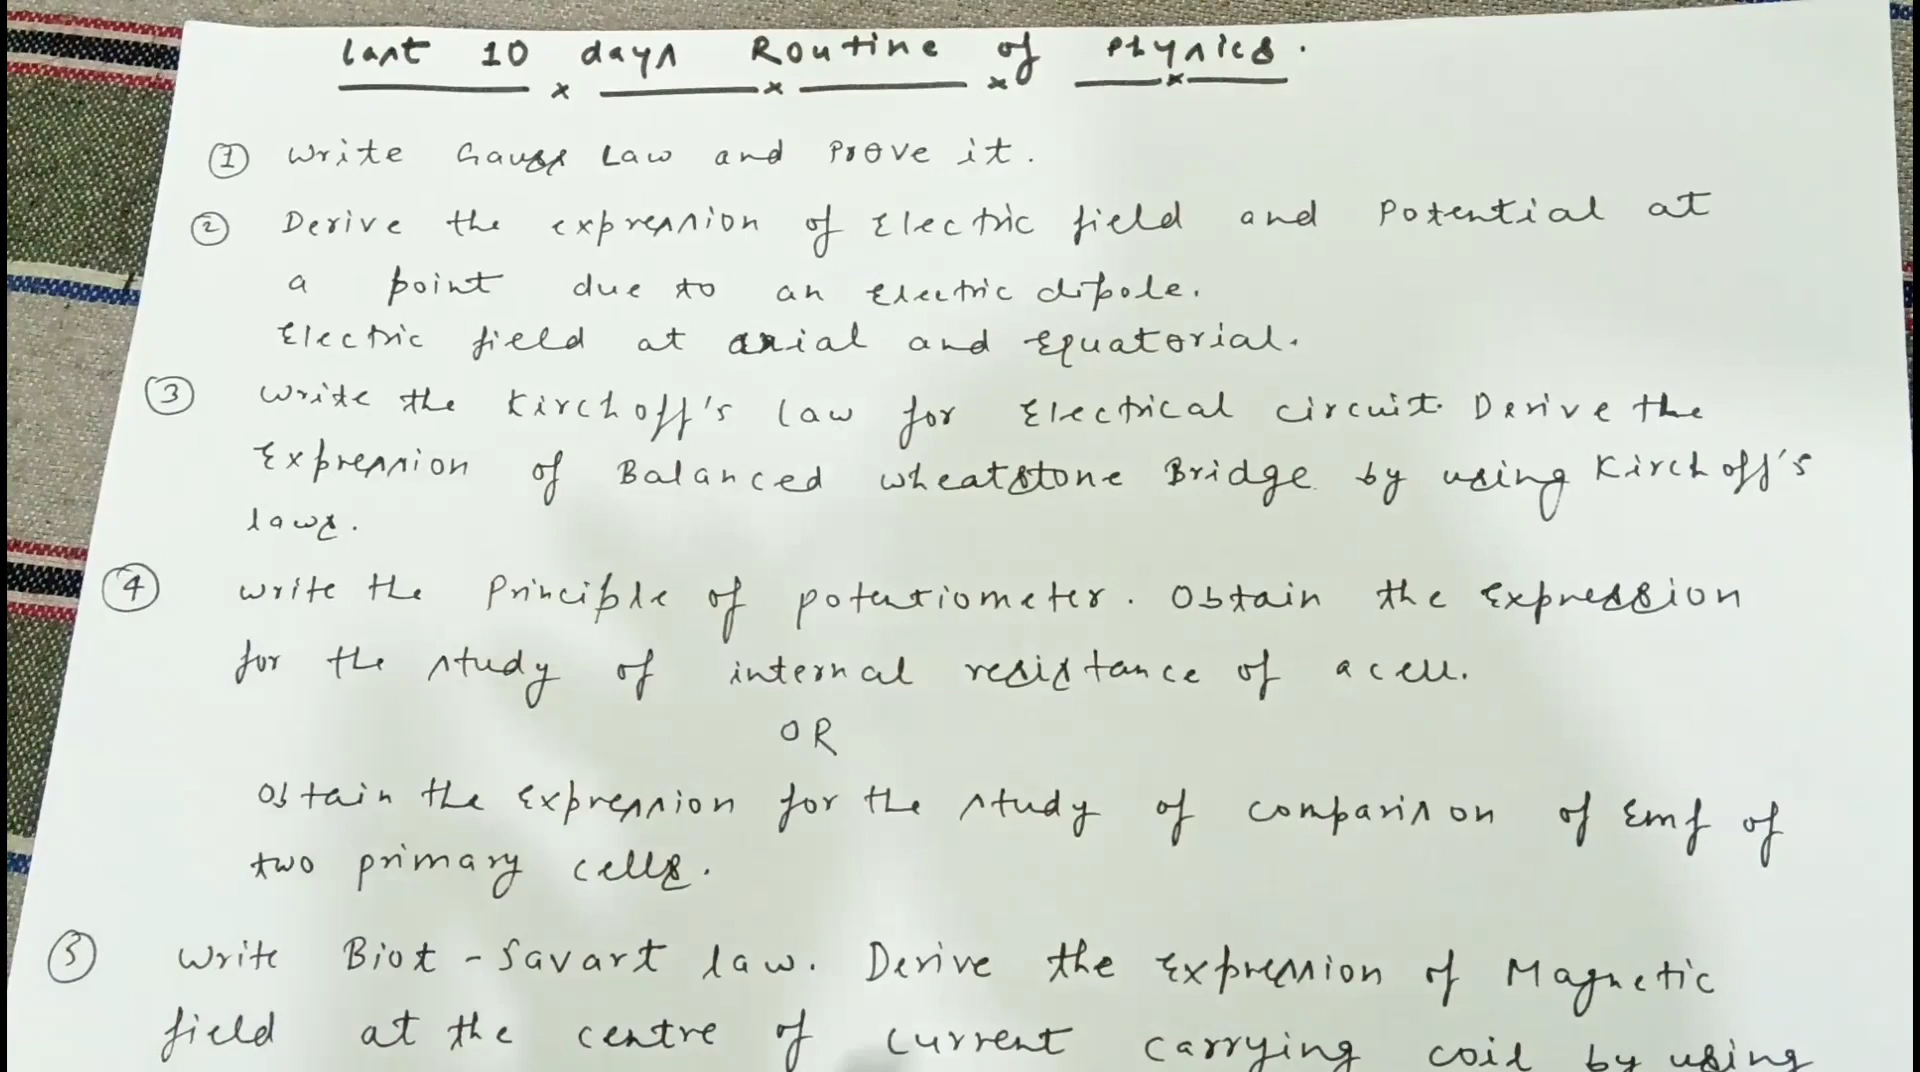 Last 10 days Routine of Physics.
① Write Gauss Law and Prove it.
② Derive the expression of Electric field and Potential at
a point due to an Electric dipole.
Electric field at axial and Equatorial.
③ Write the Kirchoff's law for Electrical circuit. Derive the
Expression of Balanced wheatstone Bridge by using Kirchoff's
laws.
④ Write the Principle of potentiometer. Obtain the Expression
for the study of internal resistance of a cell.
OR
Obtain the Expression for the study of comparison of Emf of
two primary cells.
⑤ Write Biot-Savart law. Derive the Expression of Magnetic
field at the centre of current carrying coil by using